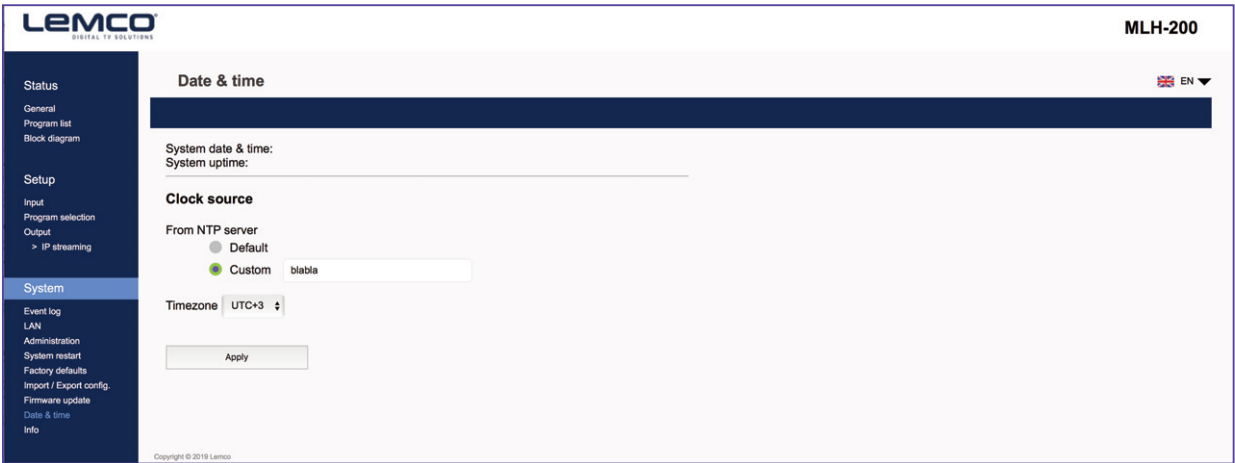 Lemco
DIGITAL TV SOLUTIONS
MLH-200
Status
General
Program list
Block diagram
Setup
Input
Program selection
Output
> IP streaming
System
Event log
LAN
Administration
System restart
Factory defaults
Import / Export config.
Firmware update
Date & time
Info
Date & time
EN
System date & time:
System uptime:
Clock source
From NTP server
Default
Custom blabla
Timezone UTC+3
Apply
Copyright © 2019 Lemco